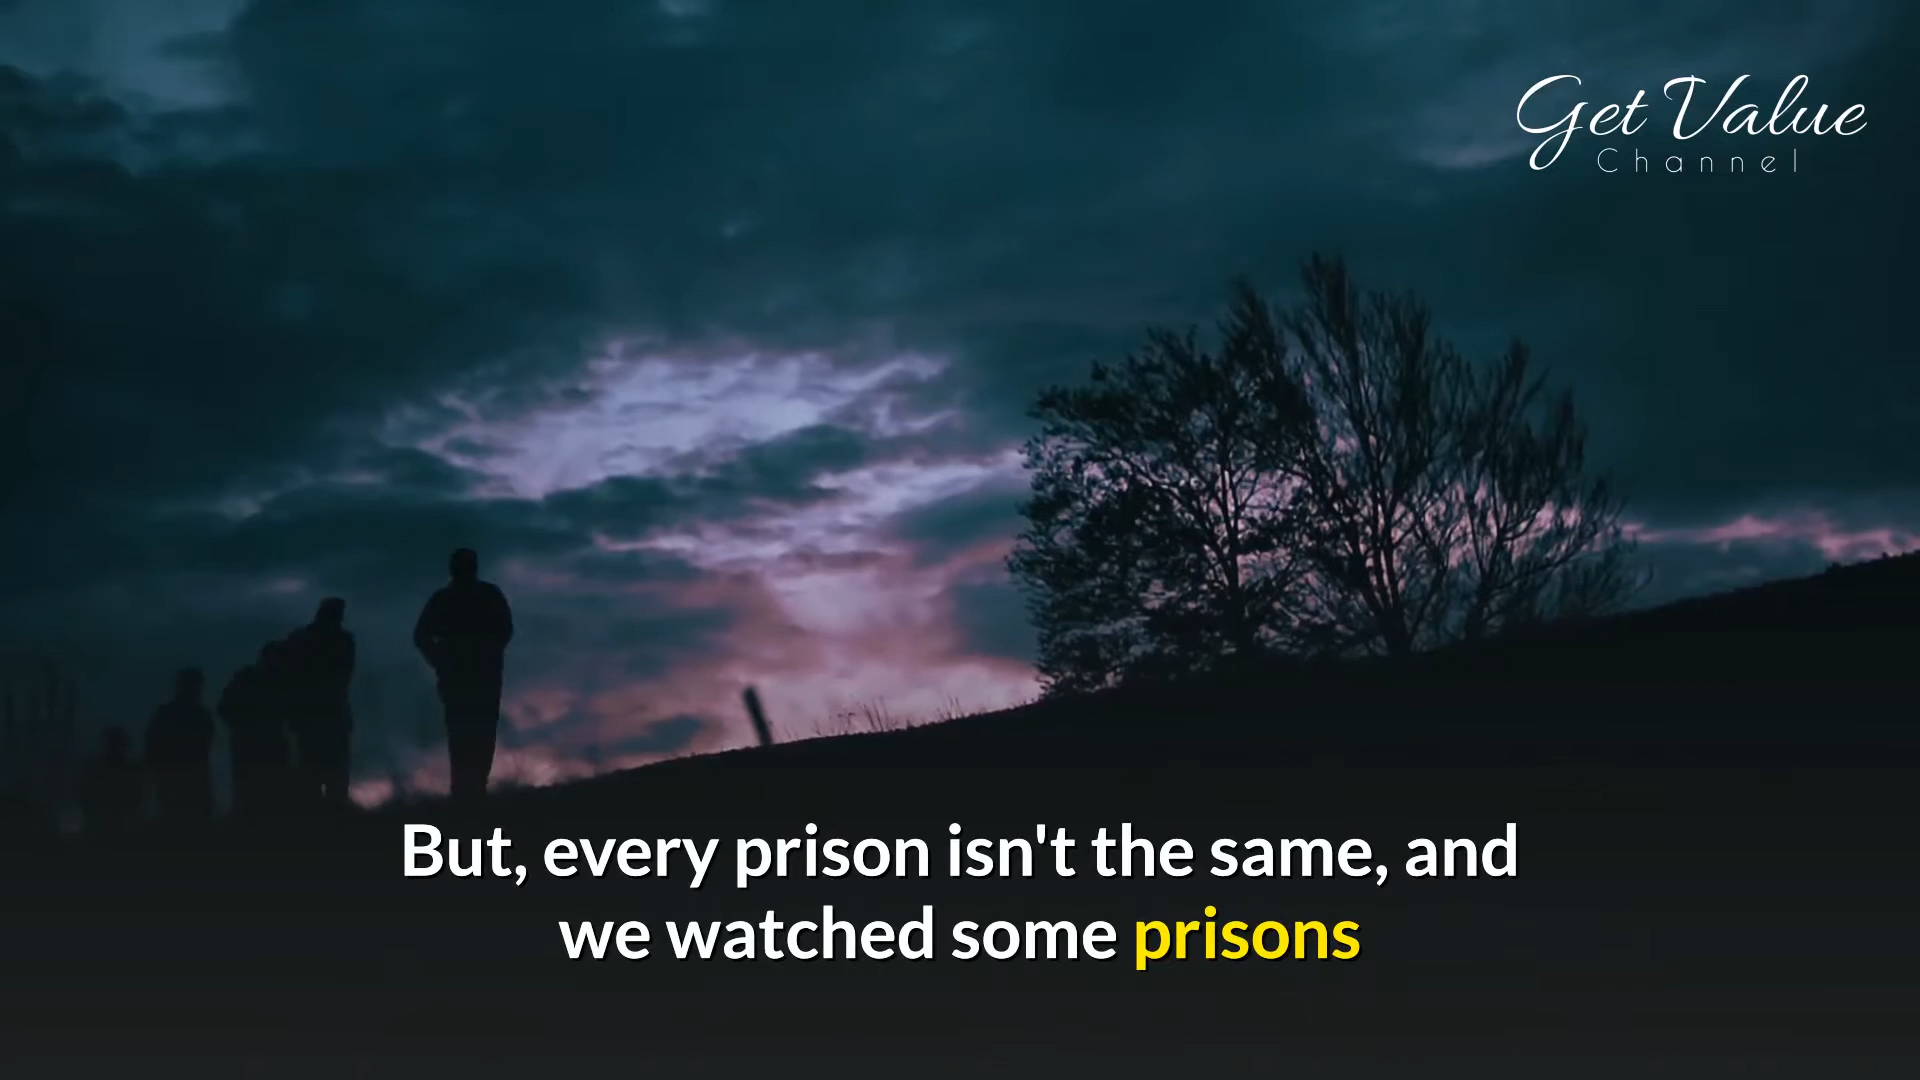 Get Value
Channel
But, every prison isn't the same, and
we watched some prisons